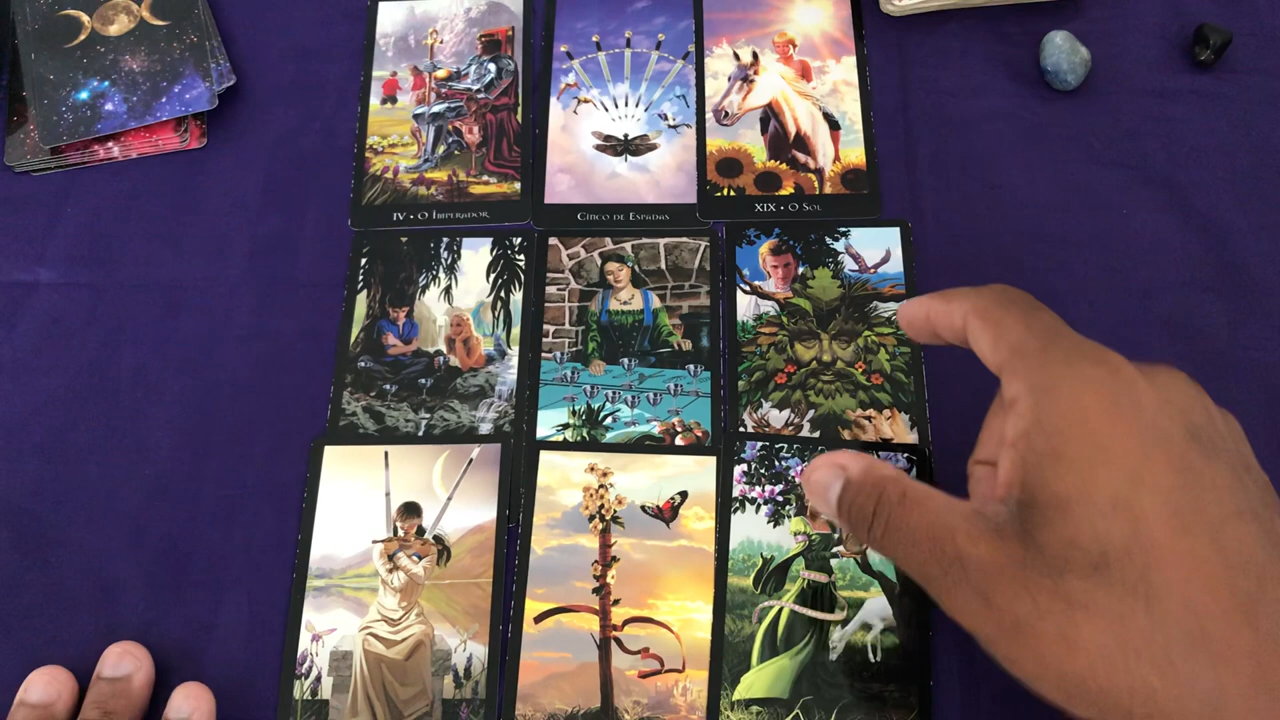 IV • O Imperador
Cinco de Espadas
XIX • O Sol